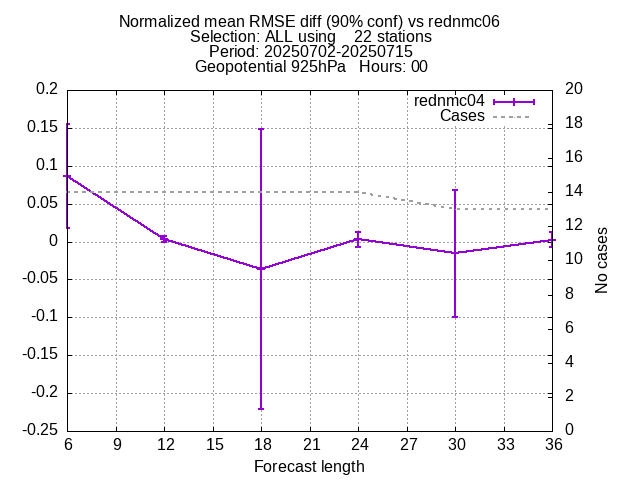 Normalized mean RMSE diff (90% conf) vs rednmc06
Selection: ALL using    22 stations
Period: 20250702-20250715
Geopotential 925hPa   Hours: 00
rednmc04
Cases
0.2
0.15
0.1
0.05
0
-0.05
-0.1
-0.15
-0.2
-0.25
20
18
16
14
12
10
8
6
4
2
0
No cases
6 9 12 15 18 21 24 27 30 33 36
Forecast length